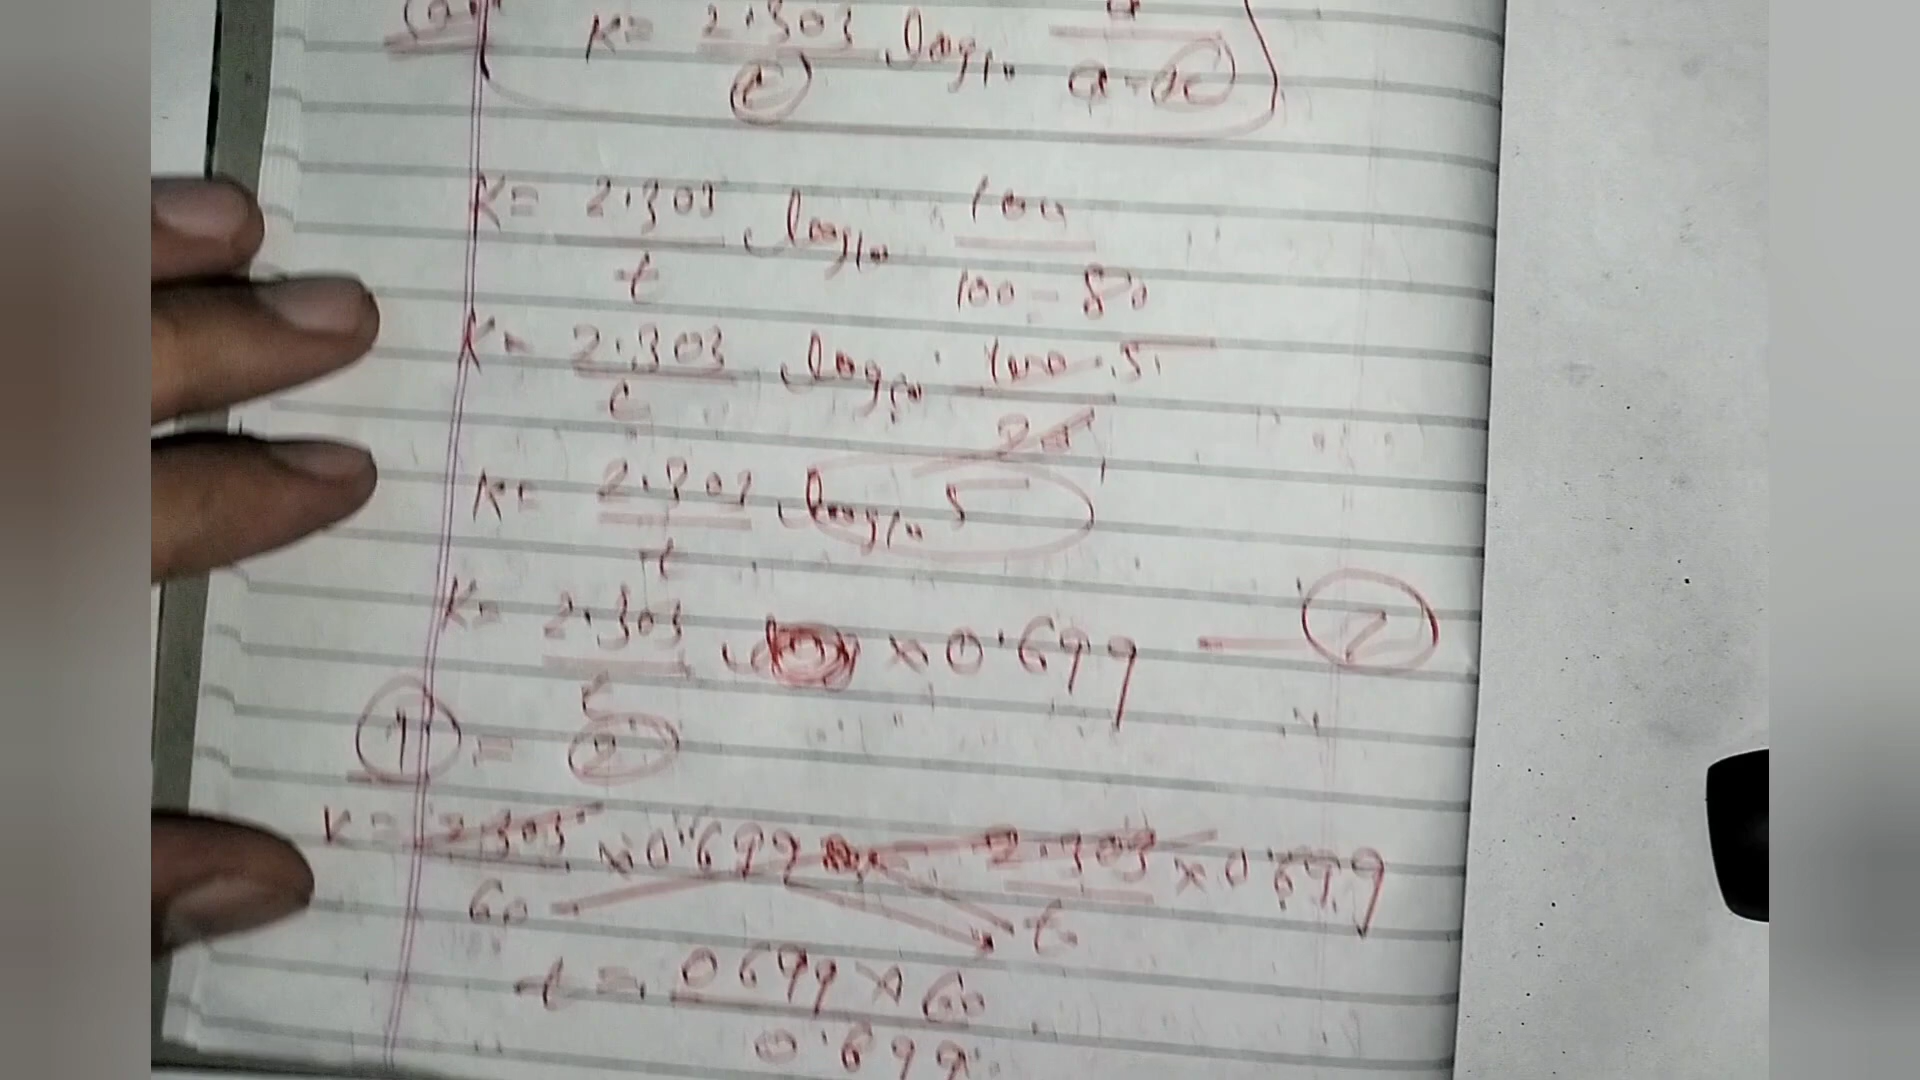 K= 2.303/t log10 a/a-x
K= 2.303/t log10 100/100-80
K= 2.303/t log10 100 5/20
K= 2.303/t log10 5
K= 2.303/t × 0.699 — 2
1 = 2
K= 2.303/60 × 0.699 2.303/t × 0.699
t = 0.699 × 60/0.699